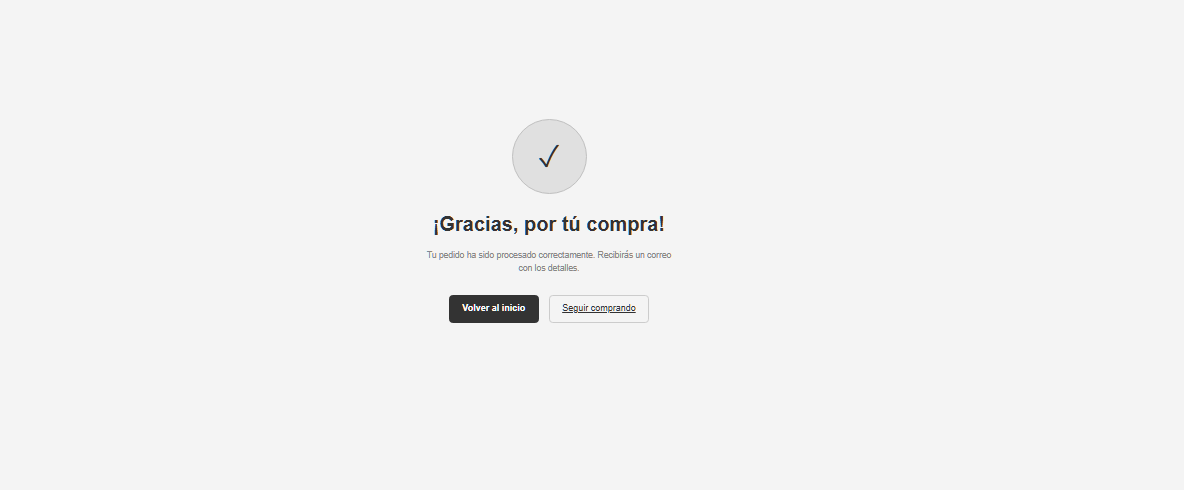 ¡Gracias, por tú compra!
Tu pedido ha sido procesado correctamente. Recibirás un correo
con los detalles.
Volver al inicio
Seguir comprando